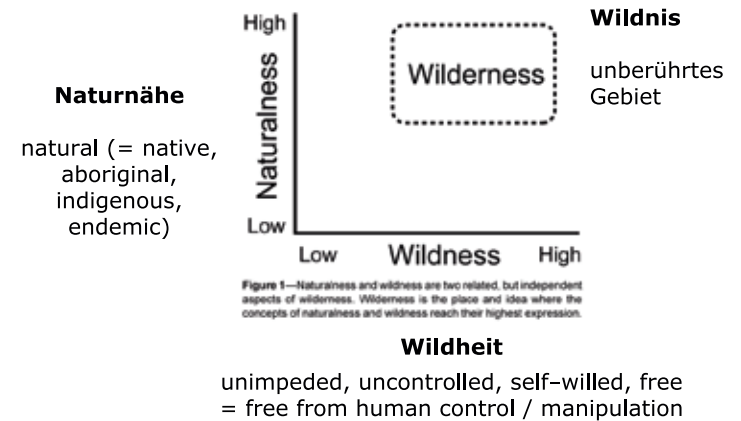 Wildnis
unberührtes
Gebiet
Naturnähe
natural (= native,
aboriginal,
indigenous,
endemic)
High
Naturalness
Low
Wilderness
Low
Wildness
High
Figure 1—Naturalness and wildness are two related, but independent
aspects of wilderness. Wilderness is the place and idea where the
concepts of naturalness and wildness reach their highest expression.
Wildheit
unimpeded, uncontrolled, self–willed, free
= free from human control / manipulation